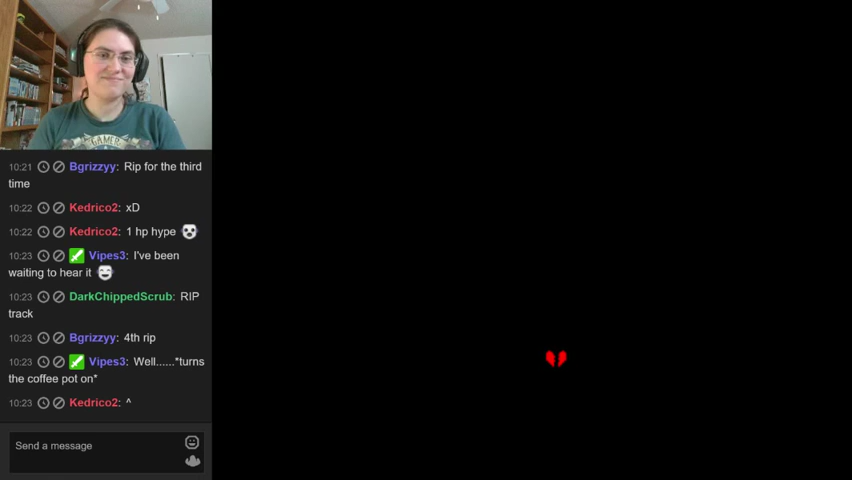 GAMER
10:21 Bgrizzyy: Rip for the third
time
10:22 Kedrico2: xD
10:22 Kedrico2: 1 hp hype
10:23 Vipes3: I've been
waiting to hear it
10:23 DarkChippedScrub: RIP
track
10:23 Bgrizzyy: 4th rip
10:23 Vipes3: Well......*turns
the coffee pot on*
10:23 Kedrico2: ^
Send a message